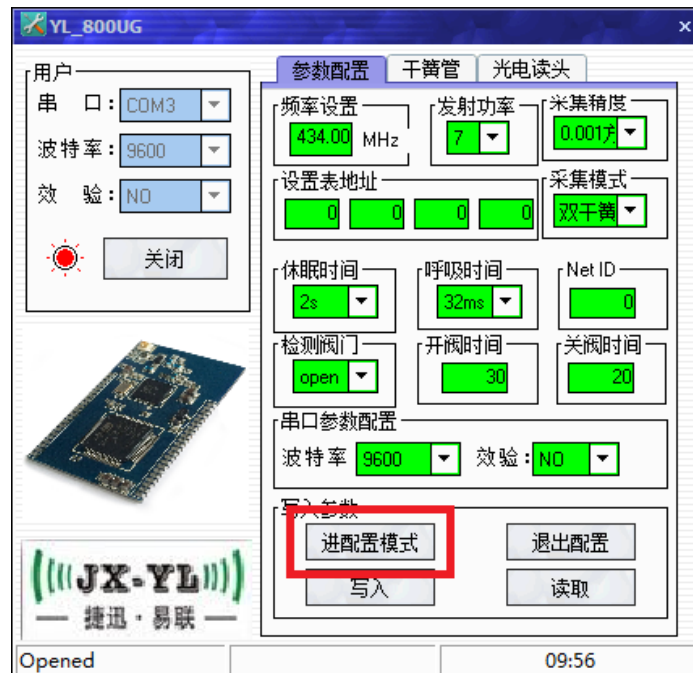 YL_800UG
x
用户
串 口: COM3
波特率: 9600
效 验: NO
关闭
参数配置 干簧管 光电读头
频率设置 发射功率 采集精度
434.00 MHz 7 0.001方
设置表地址 采集模式
0 0 0 0 双干簧
休眠时间 呼吸时间 Net ID
2s 32ms 0
检测阀门 开阀时间 关阀时间
open 30 20
串口参数配置
波特率 9600 效验: NO
写入参数
进配置模式 退出配置
写入 读取
JX-YL
捷迅·易联
Opened 09:56